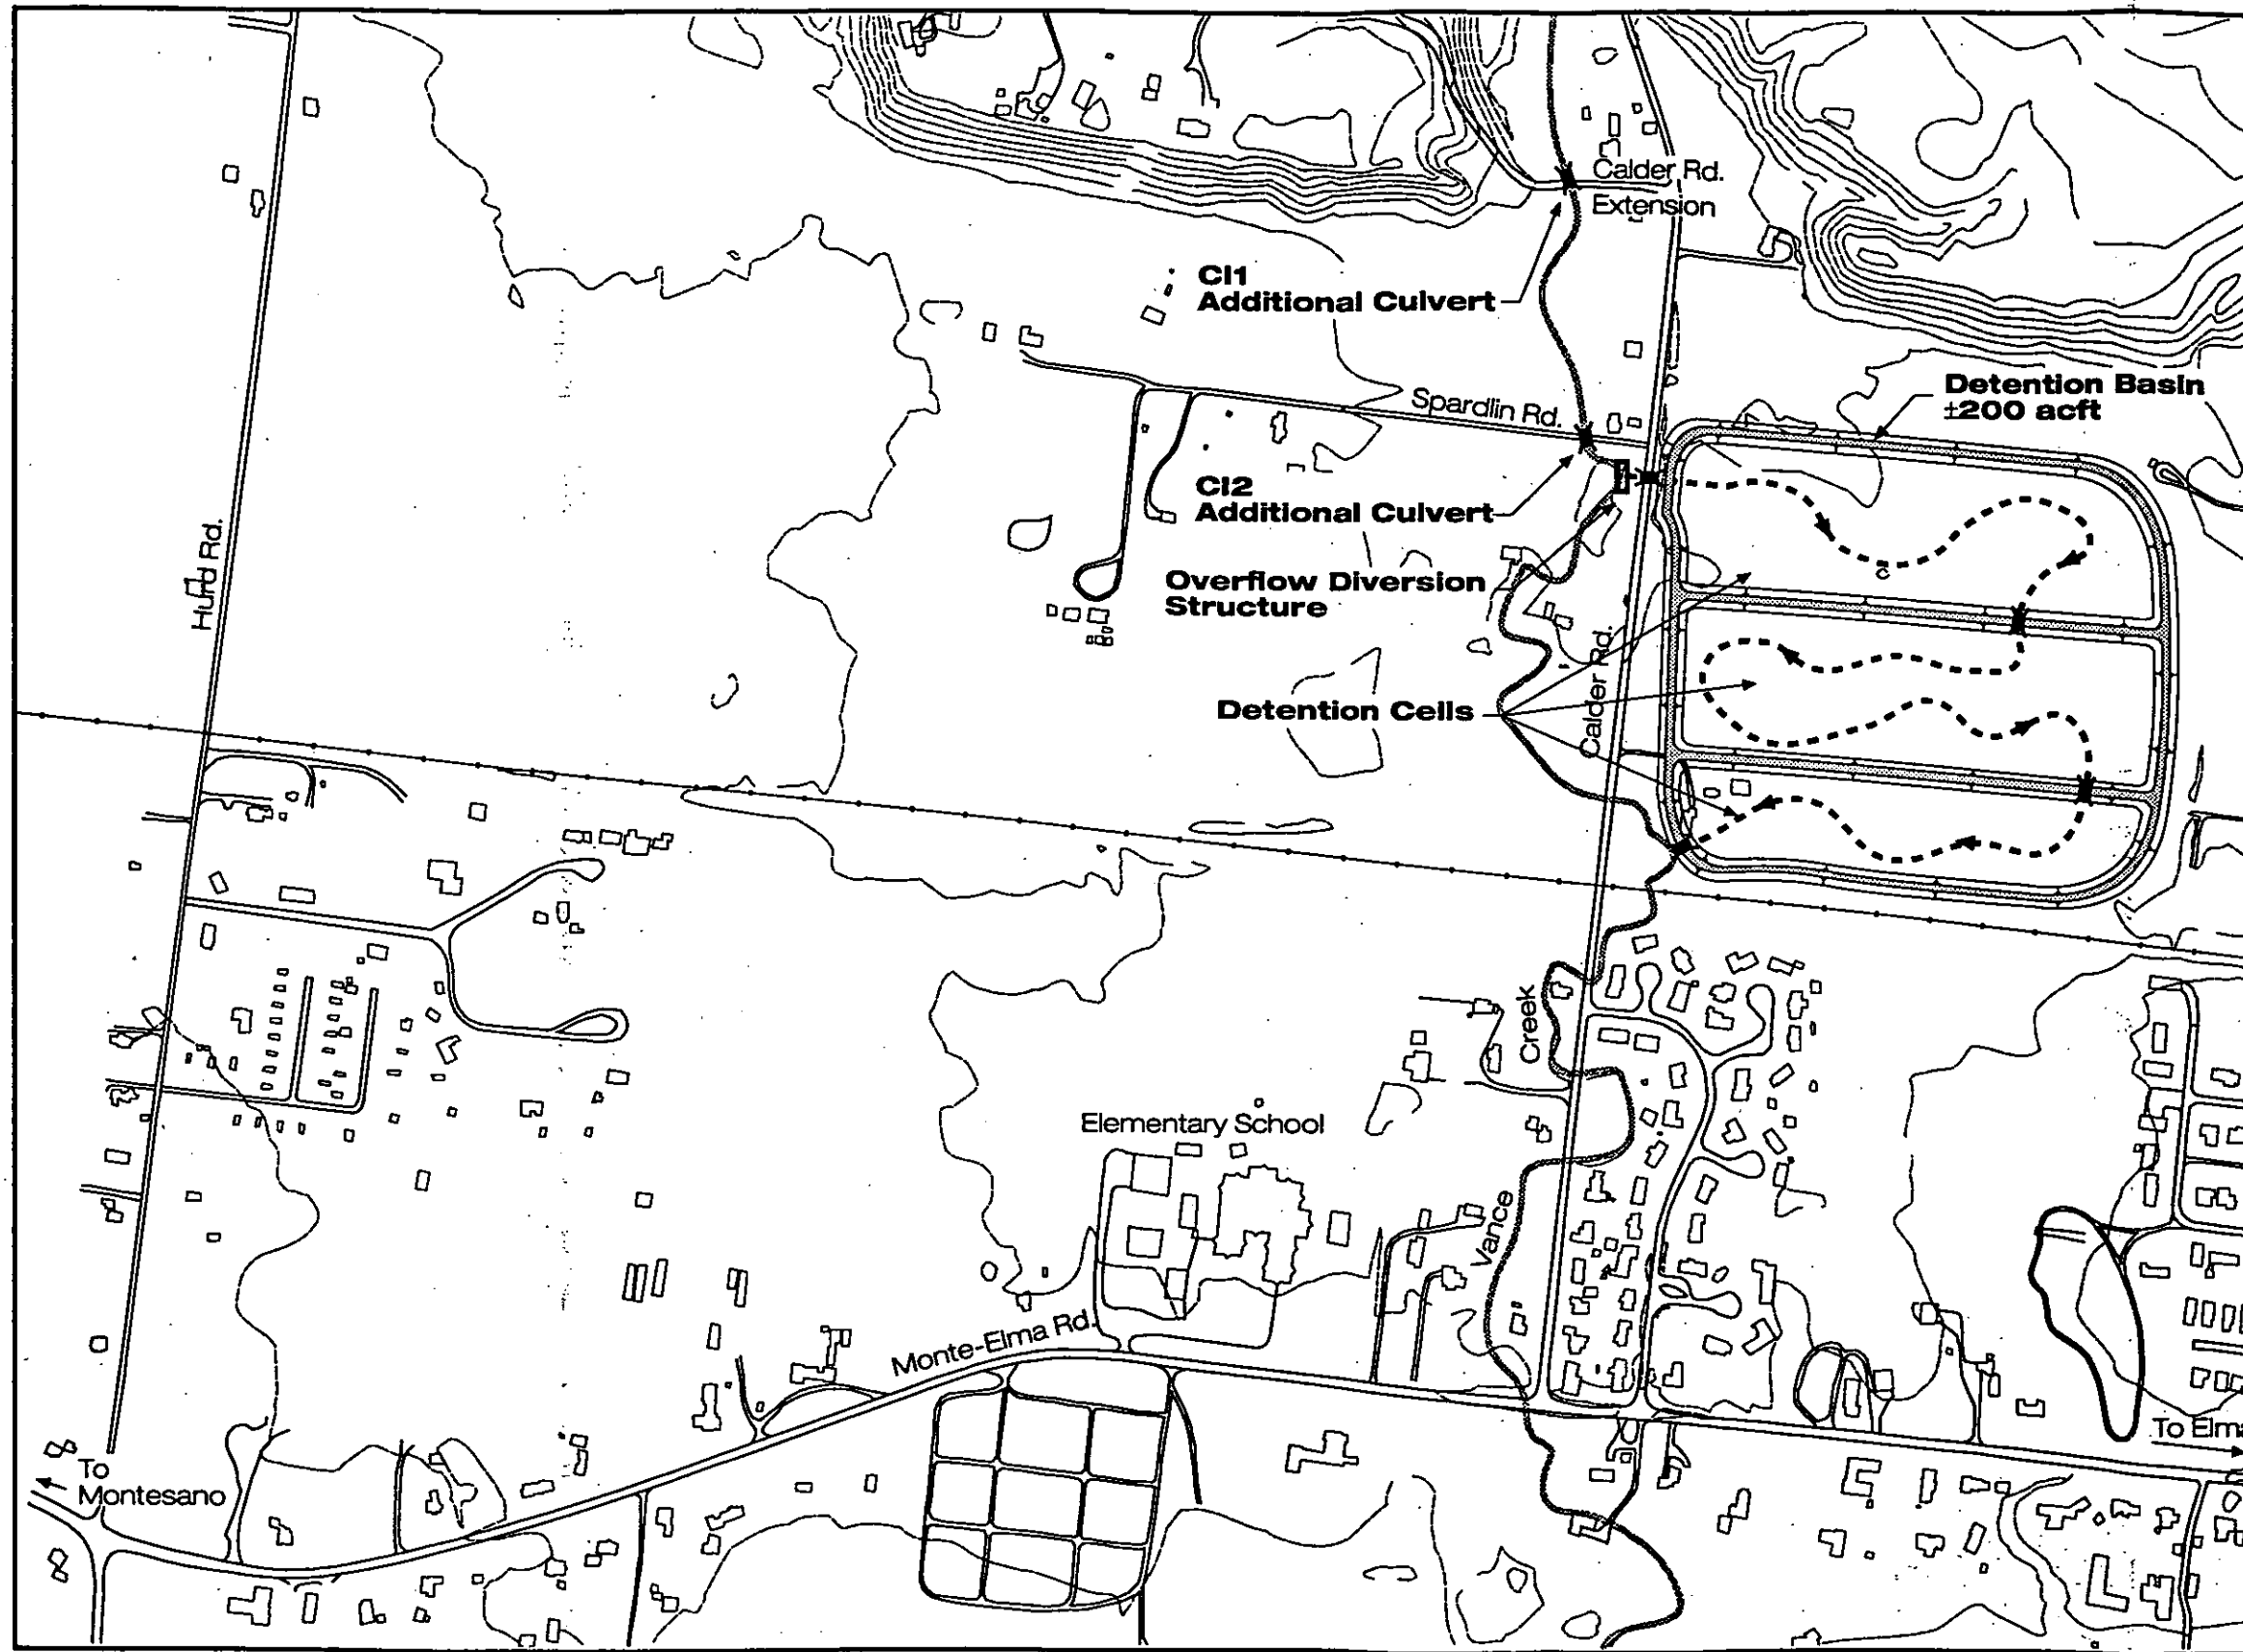 Calder Rd.
Extension
CI1
Additional Culvert
Detention Basin
±200 acft
Spardlin Rd.
CI2
Additional Culvert
Hurd Rd.
Overflow Diversion
Structure
Calder Rd.
Detention Cells
Creek
Elementary School
Vance
Monte-Elma Rd.
To Elma
To
Montesano